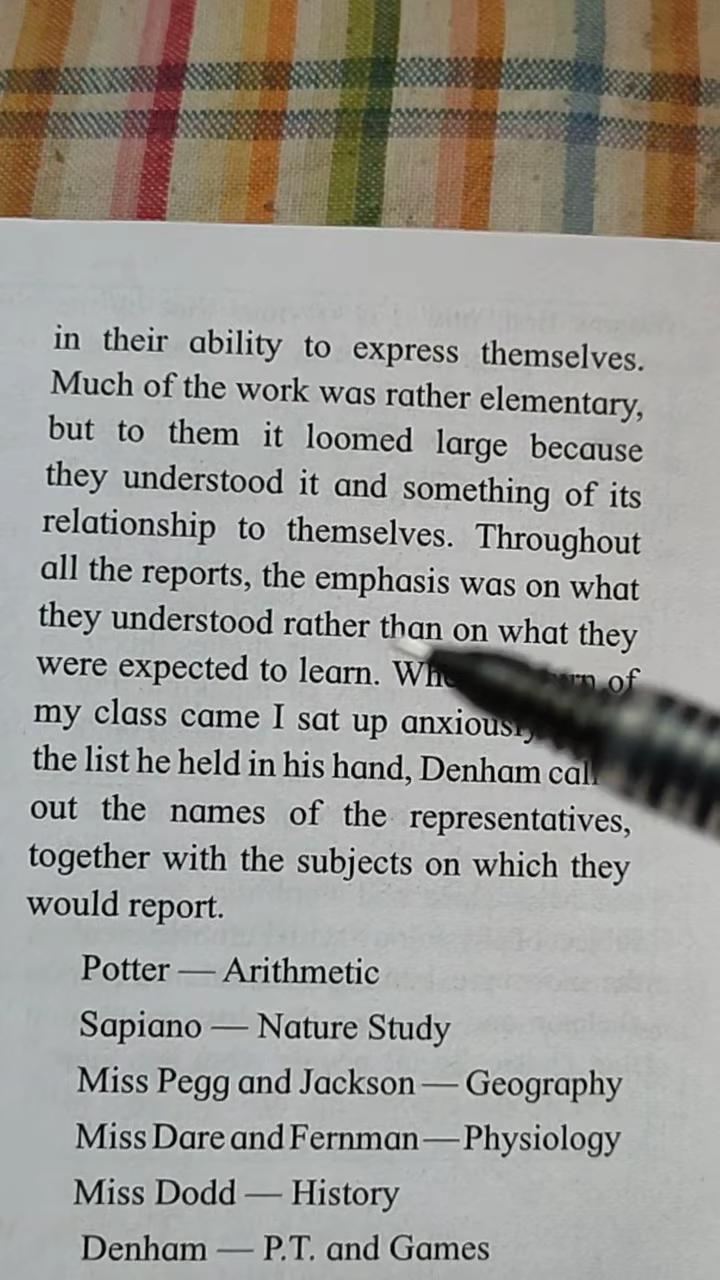 in their ability to express themselves.
Much of the work was rather elementary,
but to them it loomed large because
they understood it and something of its
relationship to themselves. Throughout
all the reports, the emphasis was on what
they understood rather than on what they
were expected to learn. of
my class came I sat up anxiously
the list he held in his hand, Denham
out the names of the representatives,
together with the subjects on which they
would report.
Potter — Arithmetic
Sapiano — Nature Study
Miss Pegg and Jackson — Geography
Miss Dare and Fernman — Physiology
Miss Dodd — History
Denham — P.T. and Games